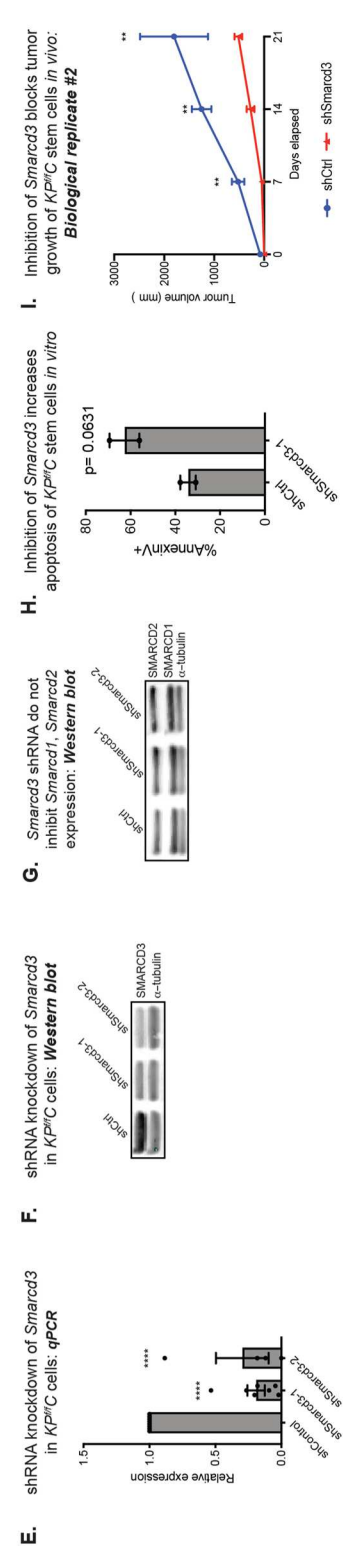 E. shRNA knockdown of Smarcd3
in KPf/fC cells: qPCR
1.5
1.0
0.5
0.0
Relative expression
****
****
shControl
shSmarcd3-1
shSmarcd3-2
F. shRNA knockdown of Smarcd3
in KPf/fC cells: Western blot
shCtrl
shSmarcd3-1
shSmarcd3-2
SMARCD3
α–tubulin
G. Smarcd3 shRNA do not
inhibit Smarcd1, Smarcd2
expression: Western blot
shCtrl
shSmarcd3-1
shSmarcd3-2
SMARCD2
SMARCD1
α–tubulin
H. Inhibition of Smarcd3 increases
apoptosis of KPf/fC stem cells in vitro
p= 0.0631
80
60
40
20
0
%AnnexinV+
shCtrl
shSmarcd3-1
I. Inhibition of Smarcd3 blocks tumor
growth of KPf/fC stem cells in vivo:
Biological replicate #2
3000
2000
1000
0
Tumor volume (mm )
**
**
**
0
7
14
21
Days elapsed
shCtrl
shSmarcd3